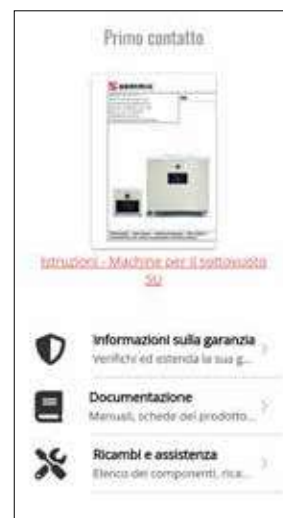 Primo contatto
sammic
Istruzioni - Machine per il sottovuoto
SU
Informazioni sulla garanzia
Verifichi ed estenda la sua g...
Documentazione
Manuali, schede del prodotto...
Ricambi e assistenza
Elenco dei componenti, rica...